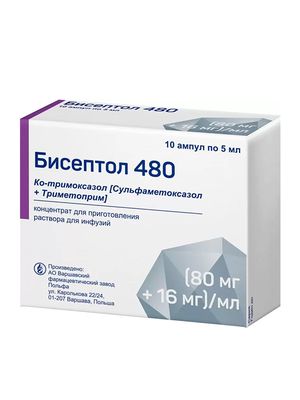 10 ампул по 5 мл
Бисептол 480
Ко-тримоксазол [Сульфаметоксазол
+ Триметоприм]
концентрат для приготовления
раствора для инфузий
(80 мг
+ 16 мг)/мл
Произведено:
АО Варшавский
фармацевтический завод
Польфа
ул. Каролькова 22/24,
01-207 Варшава, Польша